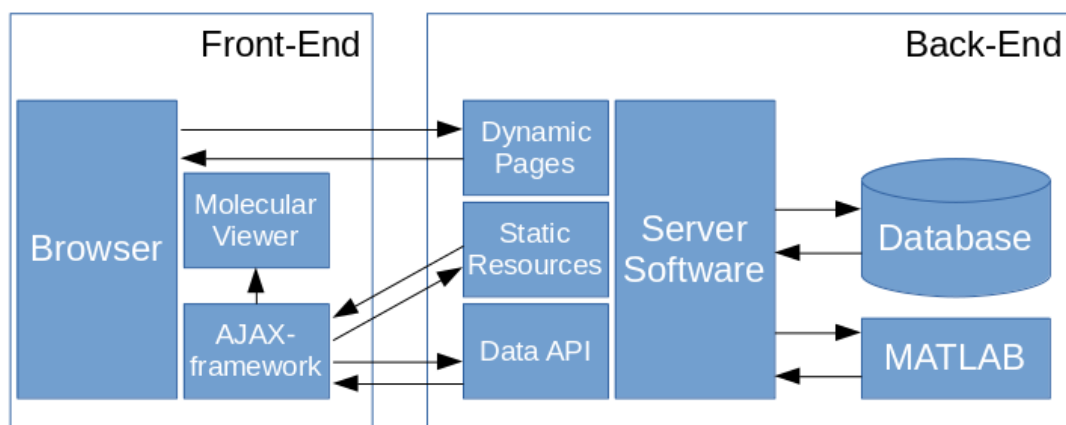 Front-End
Back-End
Browser
Molecular
Viewer
AJAX-
framework
Dynamic
Pages
Static
Resources
Data API
Server
Software
Database
MATLAB